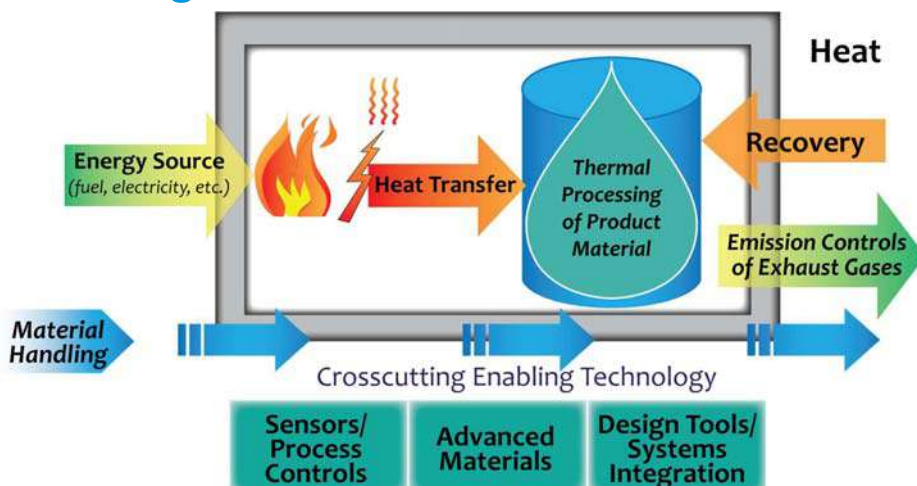 Heat
Energy Source
(fuel, electricity, etc.)
Heat Transfer
Thermal
Processing
of Product
Material
Recovery
Emission Controls
of Exhaust Gases
Material
Handling
Crosscutting Enabling Technology
Sensors/
Process
Controls
Advanced
Materials
Design Tools/
Systems
Integration